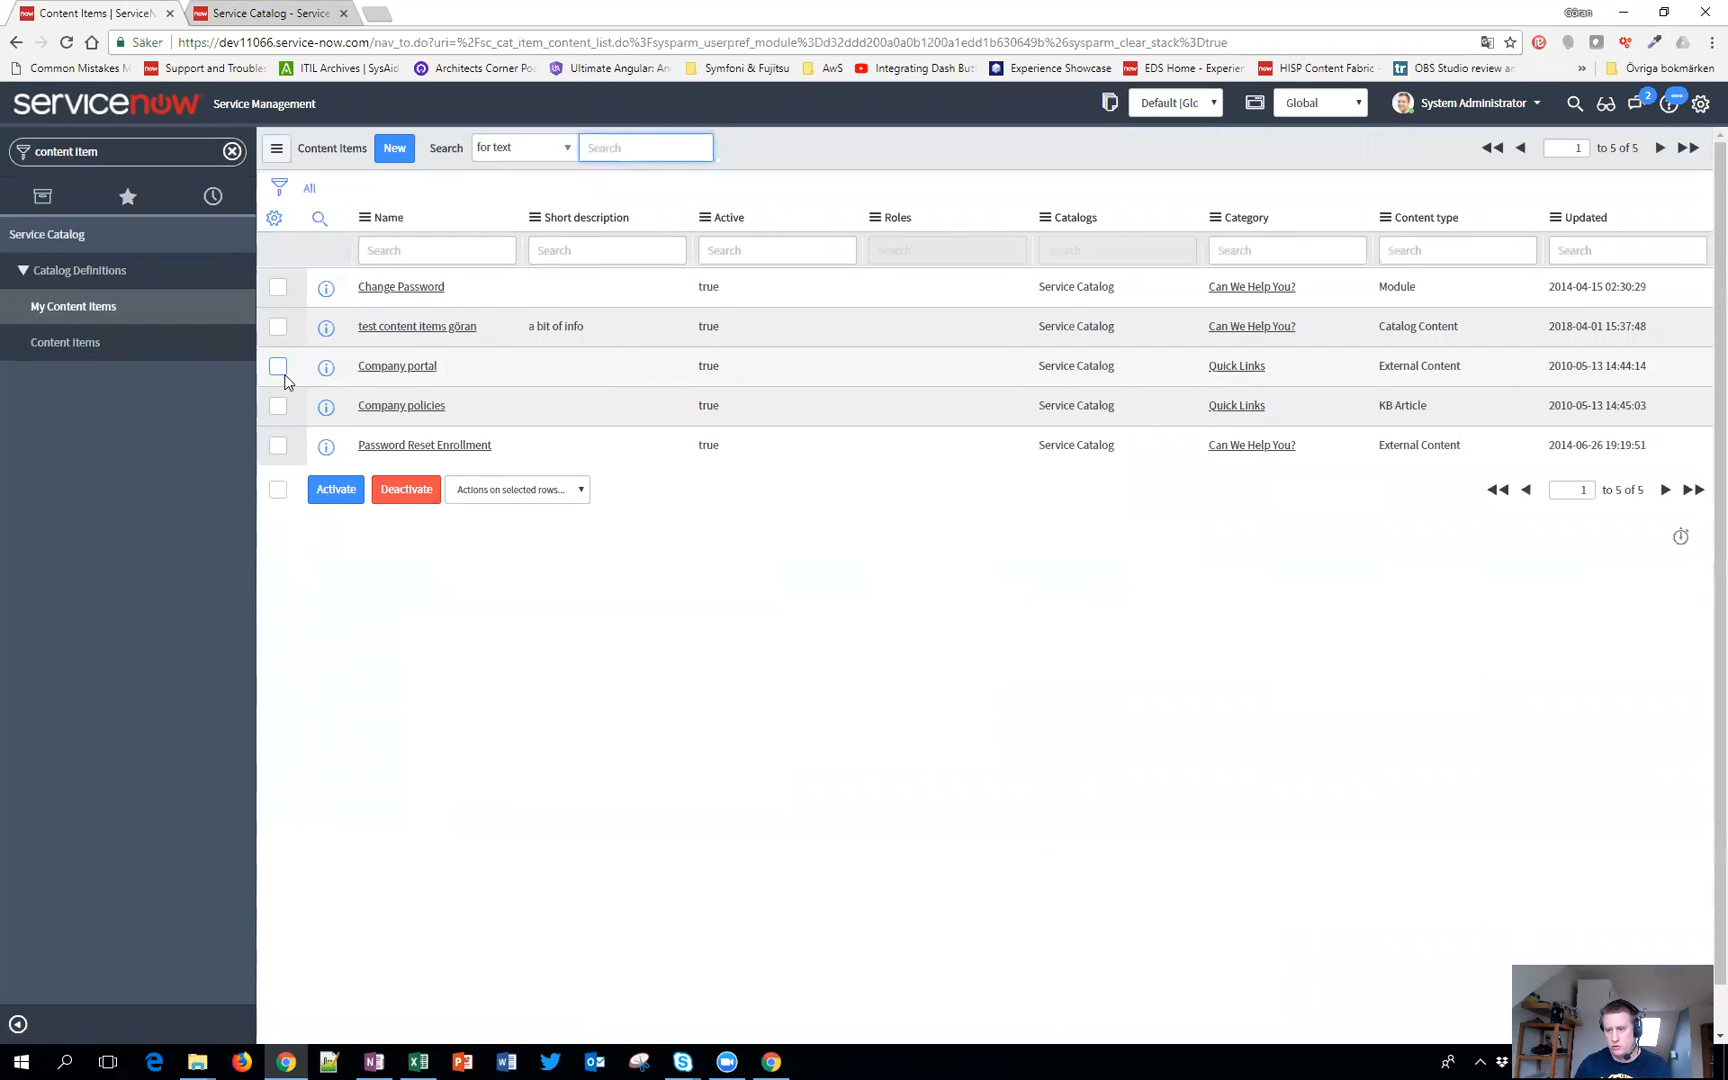 Content Items | ServiceN
Service Catalog - Service
Göran
Säker
https://dev11066.service-now.com/nav_to.do?uri=%2Fsc_cat_item_content_list.do%3Fsysparm_userpref_module%3Dd32ddd200a0a0b1200a1edd1b630649b%26sysparm_clear_stack%3Dtrue
Common Mistakes
Support and Troubles
ITIL Archives | SysAid
Architects Corner Po
Ultimate Angular: An
Symfoni & Fujitsu
AwS
Integrating Dash But
Experience Showcase
EDS Home - Experien
HISP Content Fabric -
OBS Studio review an
»
Övriga bokmärken
servicenow
Service Management
Default |Glc
Global
System Administrator
2
content item
Service Catalog
Catalog Definitions
My Content Items
Content Items
Content Items
New
Search
for text
Search
1
to 5 of 5
All
Name
Short description
Active
Roles
Catalogs
Category
Content type
Updated
Search
Search
Search
Search
Search
Search
Search
Search
Change Password
true
Service Catalog
Can We Help You?
Module
2014-04-15 02:30:29
test content items göran
a bit of info
true
Service Catalog
Can We Help You?
Catalog Content
2018-04-01 15:37:48
Company portal
true
Service Catalog
Quick Links
External Content
2010-05-13 14:44:14
Company policies
true
Service Catalog
Quick Links
KB Article
2010-05-13 14:45:03
Password Reset Enrollment
true
Service Catalog
Can We Help You?
External Content
2014-06-26 19:19:51
Activate
Deactivate
Actions on selected rows...
1
to 5 of 5